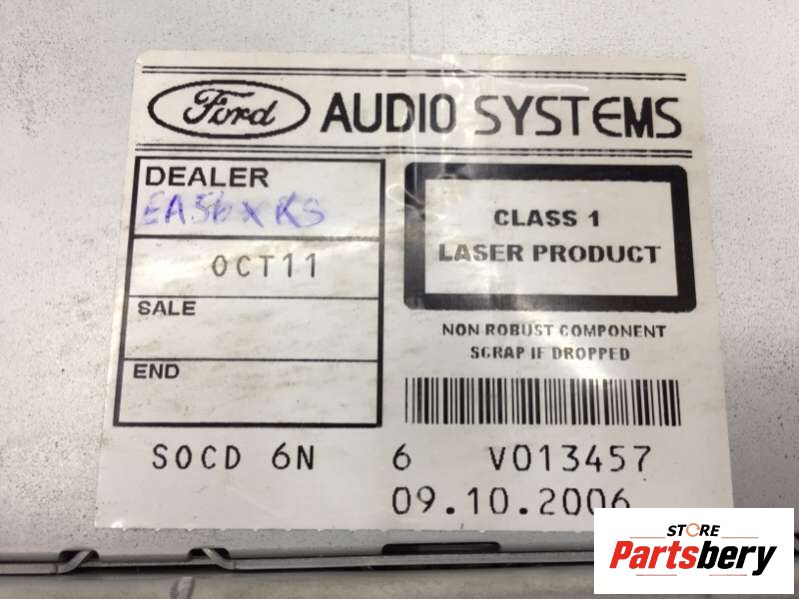 Ford AUDIO SYSTEMS
DEALER
EA56XRS
OCT11
SALE
END
CLASS 1
LASER PRODUCT
NON ROBUST COMPONENT
SCRAP IF DROPPED
SOCD 6N 6 V013457
09.10.2006
STORE
Partsbery